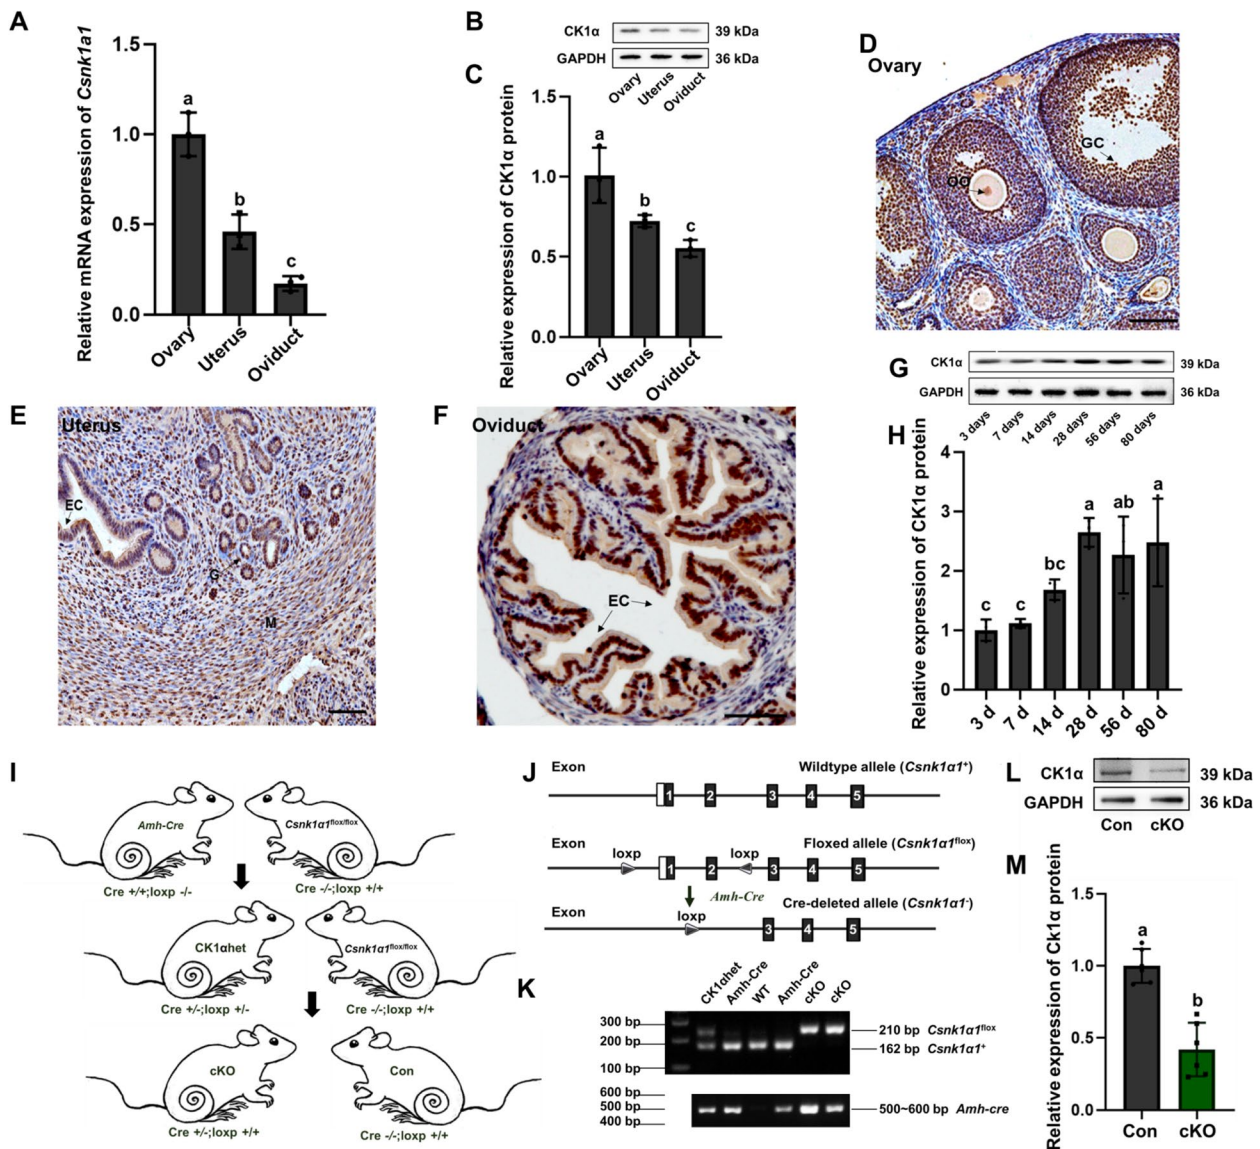 A
Relative mRNA expression of Csnk1a1
1.5
1.0
0.5
0.0
a
b
c
Ovary
Uterus
Oviduct
B
CK1α
39 kDa
GAPDH
36 kDa
Ovary
Uterus
Oviduct
C
Relative expression of CK1α protein
1.5
1.0
0.5
0.0
a
b
c
Ovary
Uterus
Oviduct
D
Ovary
GC
OO
E
Uterus
EC
G
M
F
Oviduct
EC
G
CK1α
39 kDa
GAPDH
36 kDa
3 days
7 days
14 days
28 days
56 days
80 days
H
Relative expression of CK1α protein
4
3
2
1
0
c
c
bc
a
ab
a
3 d
7 d
14 d
28 d
56 d
80 d
I
Amh-Cre
Csnk1α1flox/flox
Cre +/+;loxp -/-
Cre -/-;loxp +/+
CK1αhet
Csnk1α1flox/flox
Cre +/-;loxp +/-
Cre -/-;loxp +/+
cKO
Con
Cre +/-;loxp +/+
Cre -/-;loxp +/+
J
Exon
Wildtype allele (Csnk1α1+)
1 2 3 4 5
Exon
Floxed allele (Csnk1α1flox)
loxp
loxp
1 2 3 4 5
Amh-Cre
Exon
loxp
Cre-deleted allele (Csnk1α1-)
3 4 5
K
CK1αhet
Amh-Cre
WT
Amh-Cre
cKO
cKO
300 bp
200 bp
100 bp
210 bp Csnk1α1flox
162 bp Csnk1α1+
600 bp
500 bp
400 bp
500~600 bp Amh-cre
L
CK1α
39 kDa
GAPDH
36 kDa
Con
cKO
M
Relative expression of Ck1α protein
1.5
1.0
0.5
0.0
a
b
Con
cKO